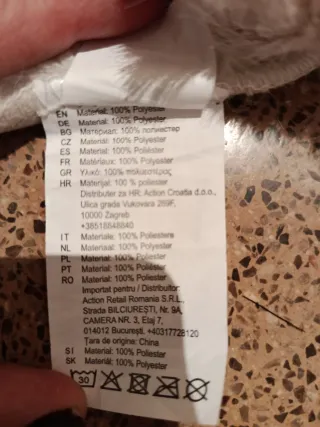 EN Material: 100% Polyester
DE Material: 100% Polyester
BG Материал: 100% полиестер
CZ Materiál: 100% Polyester
ES Material: 100% Poliéster
FR Matériaux: 100% Polyester
GR Υλικό: 100% πολυεστέρας
HR Materijal: 100 % poliester
Distributer za HR: Action Croatia d.o.o.,
Ulica grada Vukovara 269F,
10000 Zagreb
+38516646640
IT Materiale: 100% Poliestere
NL Materiaal: 100% Polyester
PL Materiał: 100% Poliester
PT Material: 100% Poliéster
RO Material: 100% Poliester
Importat pentru / Distribuitor:
Action Retail Romania S.R.L.,
Strada BILCIURESTI, Nr. 9A,
CAMERA NR. 3, Etaj 7,
014012 București, +40317728120
Țara de origine: China
SI Material: 100% Poliester
SK Materiál: 100% Polyester
30